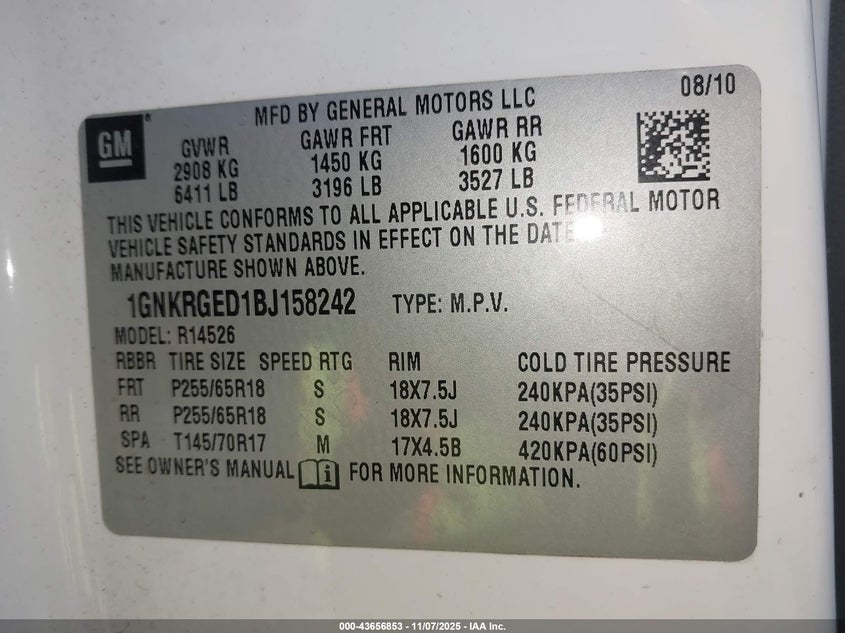 08/10
MFD BY GENERAL MOTORS LLC
GM®
GVWR GAWR FRT GAWR RR
2908 KG 1450 KG 1600 KG
6411 LB 3196 LB 3527 LB
THIS VEHICLE CONFORMS TO ALL APPLICABLE U.S. FEDERAL MOTOR
VEHICLE SAFETY STANDARDS IN EFFECT ON THE DATE
MANUFACTURE SHOWN ABOVE.
1GNKRGED1BJ158242 TYPE: M.P.V.
MODEL: R14526
RBBR TIRE SIZE SPEED RTG RIM COLD TIRE PRESSURE
FRT P255/65R18 S 18X7.5J 240KPA(35PSI)
RR P255/65R18 S 18X7.5J 240KPA(35PSI)
SPA T145/70R17 M 17X4.5B 420KPA(60PSI)
SEE OWNER'S MANUAL i FOR MORE INFORMATION.
000-43656853 - 11/07/2025 - IAA Inc.